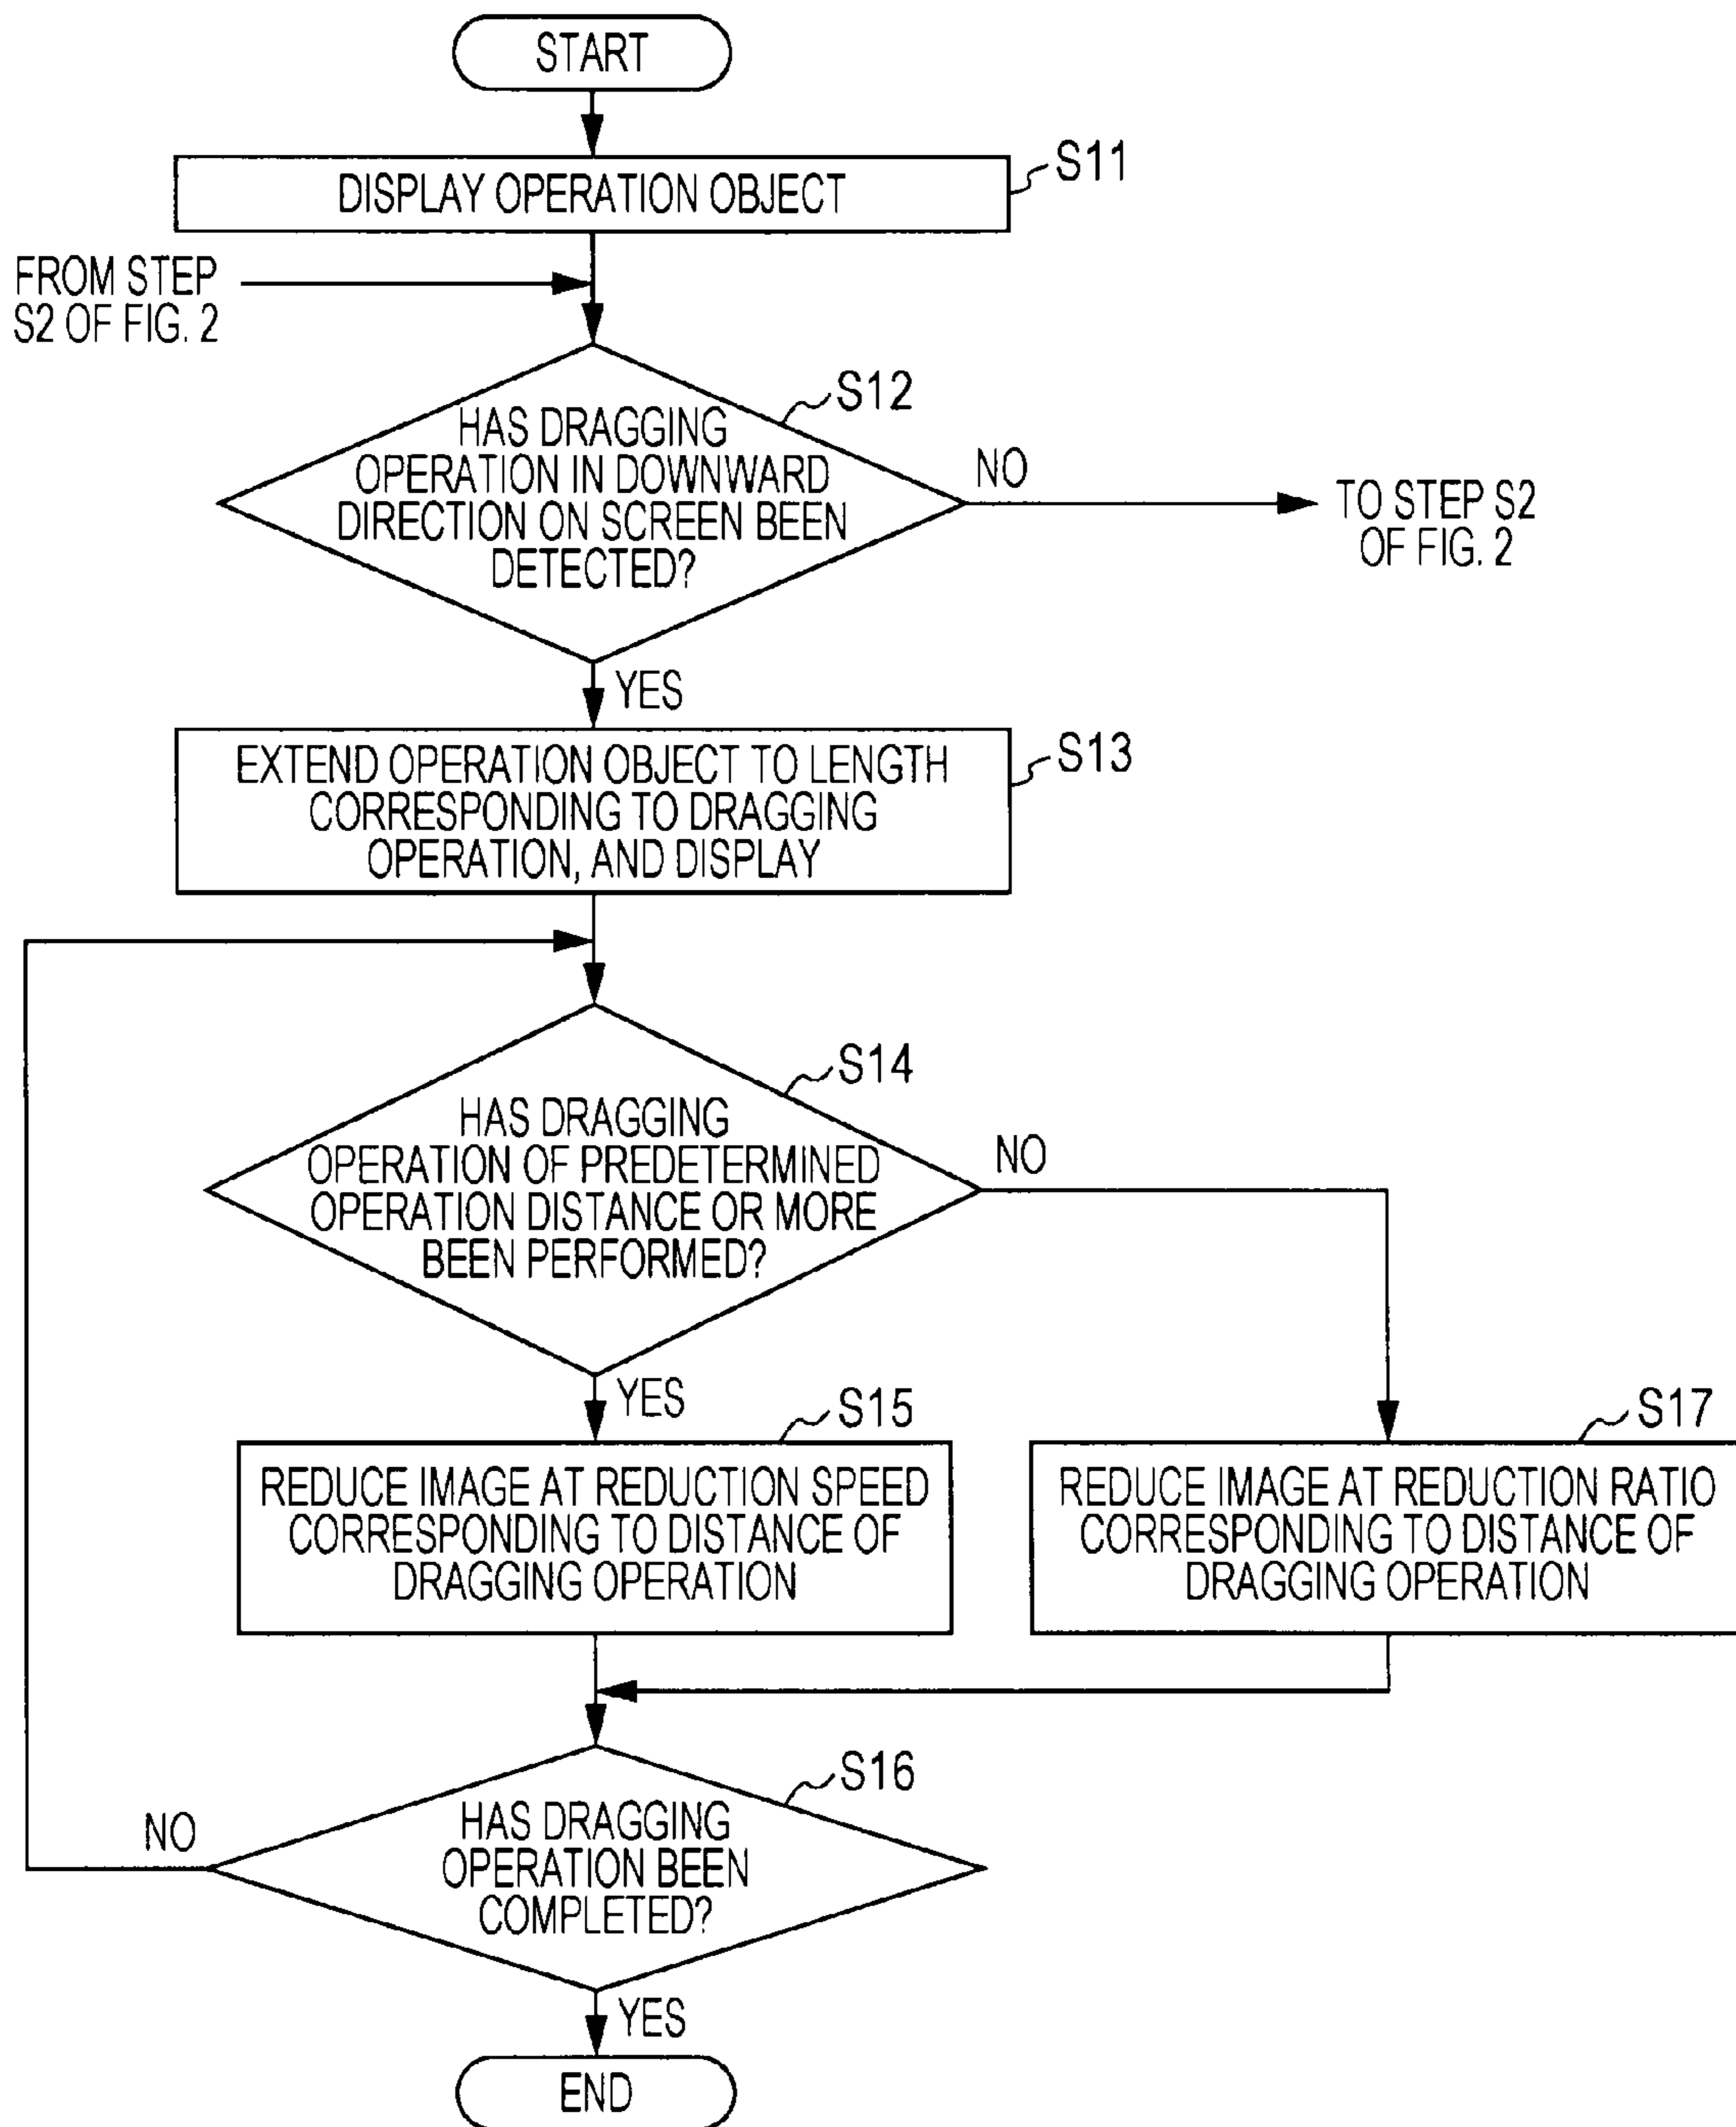 START
DISPLAY OPERATION OBJECT
S11
FROM STEP
S2 OF FIG. 2
S12
HAS DRAGGING
OPERATION IN DOWNWARD
DIRECTION ON SCREEN BEEN
DETECTED?
NO
TO STEP S2
OF FIG. 2
YES
S13
EXTEND OPERATION OBJECT TO LENGTH
CORRESPONDING TO DRAGGING
OPERATION, AND DISPLAY
S14
HAS DRAGGING
OPERATION OF PREDETERMINED
OPERATION DISTANCE OR MORE
BEEN PERFORMED?
NO
YES
S15
REDUCE IMAGE AT REDUCTION SPEED
CORRESPONDING TO DISTANCE OF
DRAGGING OPERATION
S17
REDUCE IMAGE AT REDUCTION RATIO
CORRESPONDING TO DISTANCE OF
DRAGGING OPERATION
S16
HAS DRAGGING
OPERATION BEEN
COMPLETED?
NO
YES
END